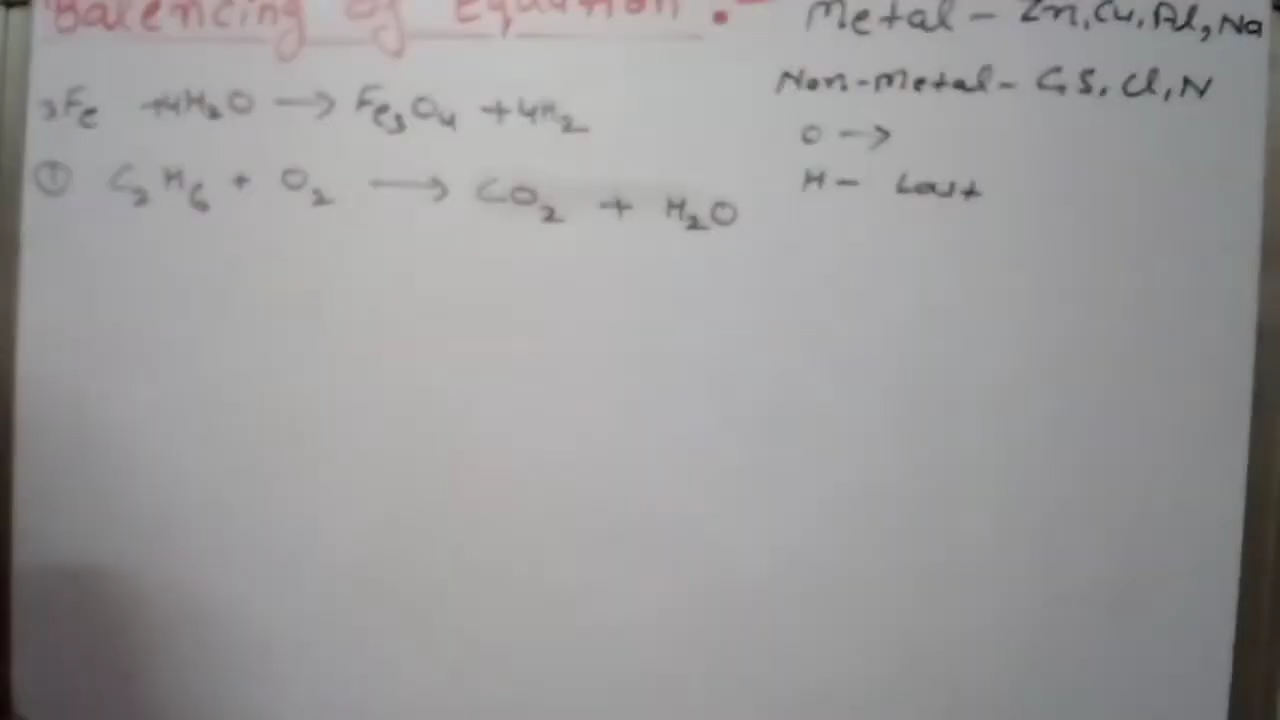 Balencing of Equation :-
3Fe + 4H₂O → Fe₃O₄ + 4H₂
① C₂H₆ + O₂ → CO₂ + H₂O
Metal - Zn, Cu, Al, Na
Non-Metal - C, S, Cl, N
O →
H - Last